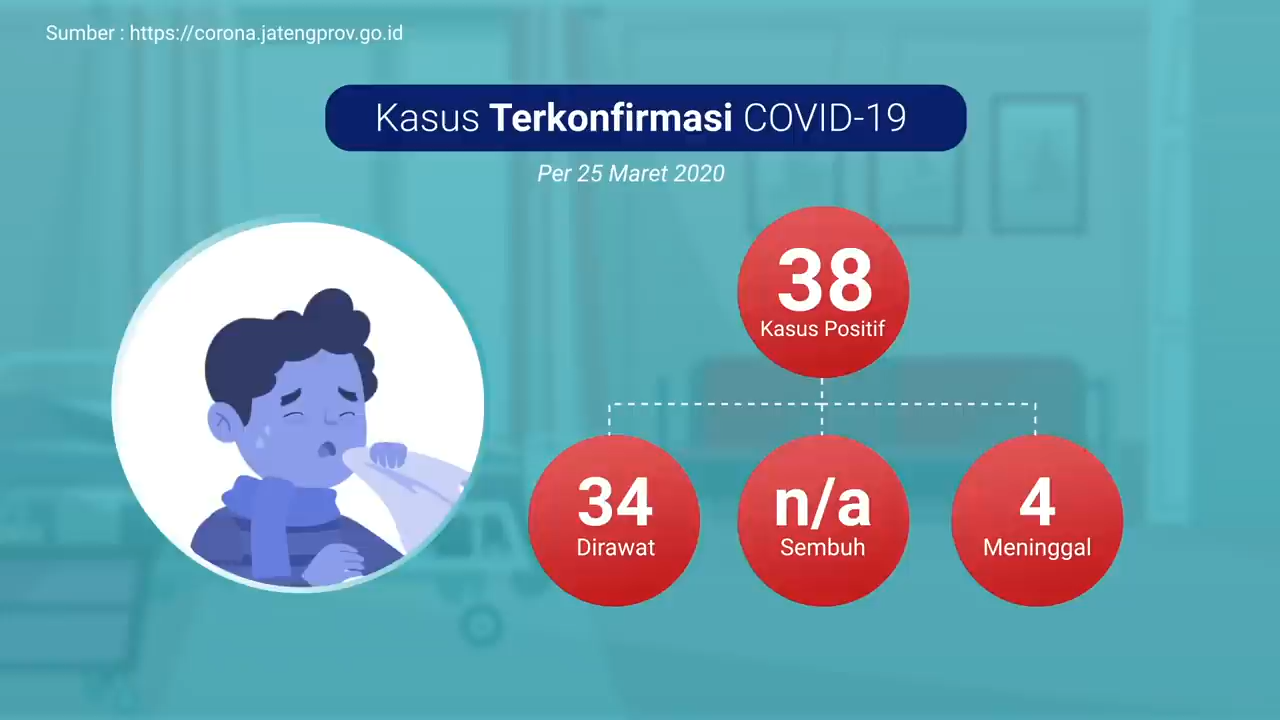 Sumber : https://corona.jatengprov.go.id
Kasus Terkonfirmasi COVID-19
Per 25 Maret 2020
38
Kasus Positif
34
Dirawat
n/a
Sembuh
4
Meninggal